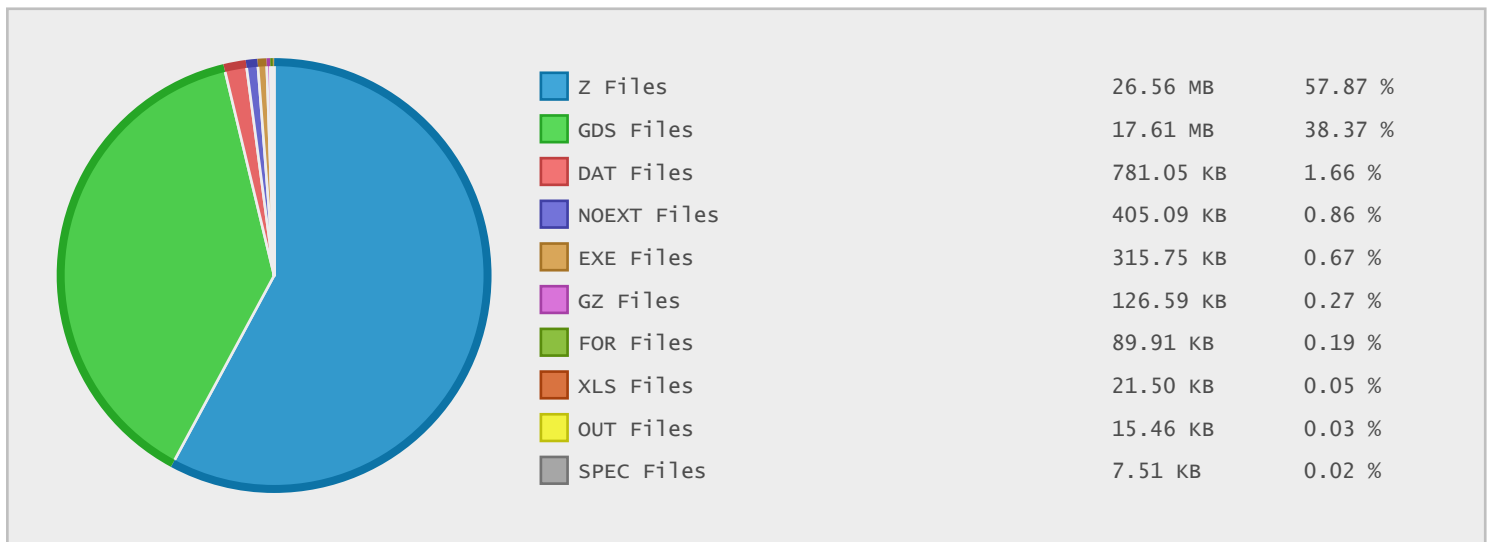 Z Files 26.56 MB 57.87 %
GDS Files 17.61 MB 38.37 %
DAT Files 781.05 KB 1.66 %
NOEXT Files 405.09 KB 0.86 %
EXE Files 315.75 KB 0.67 %
GZ Files 126.59 KB 0.27 %
FOR Files 89.91 KB 0.19 %
XLS Files 21.50 KB 0.05 %
OUT Files 15.46 KB 0.03 %
SPEC Files 7.51 KB 0.02 %